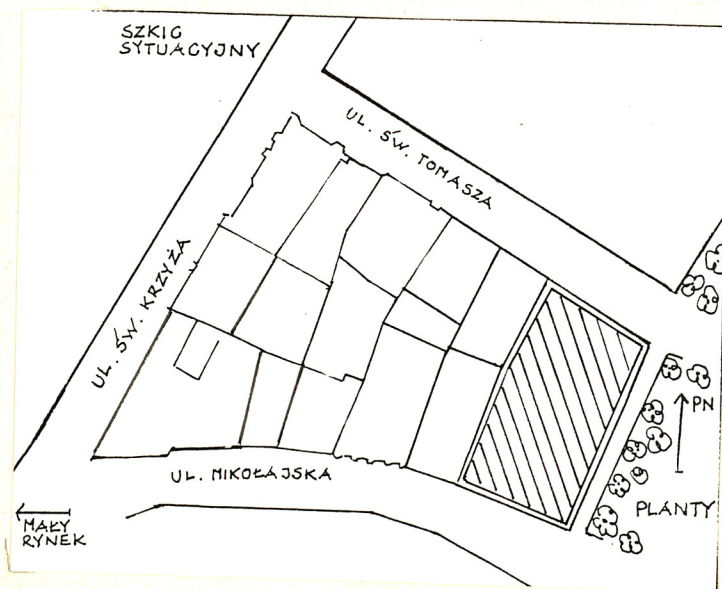 SZKIC
SYTUACYJNY
UL. ŚW. TOMASZA
UL. ŚW. KRZYŻA
UL. MIKOŁAJSKA
MAŁY
RYNEK
PN
PLANTY